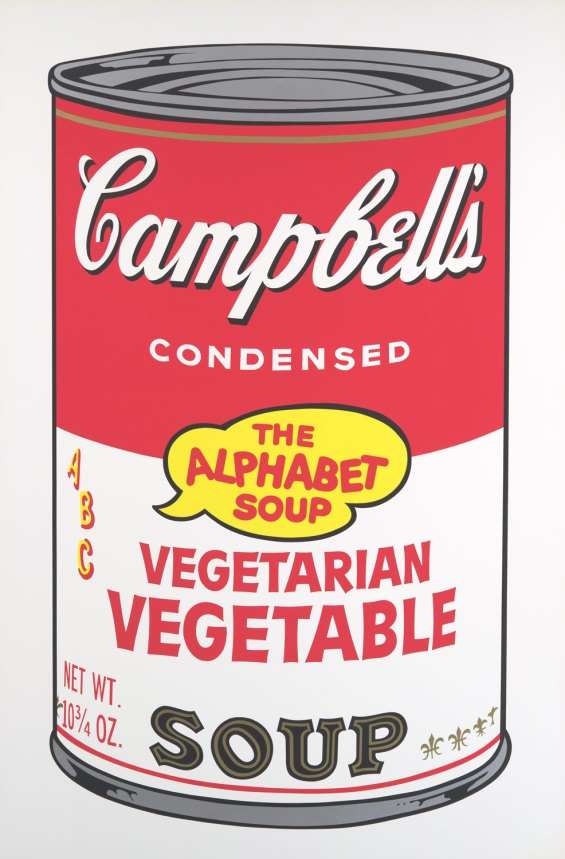 Campbell's
CONDENSED
THE
ALPHABET
SOUP
A
B
C
VEGETARIAN
VEGETABLE
NET WT.
10¾ OZ.
SOUP